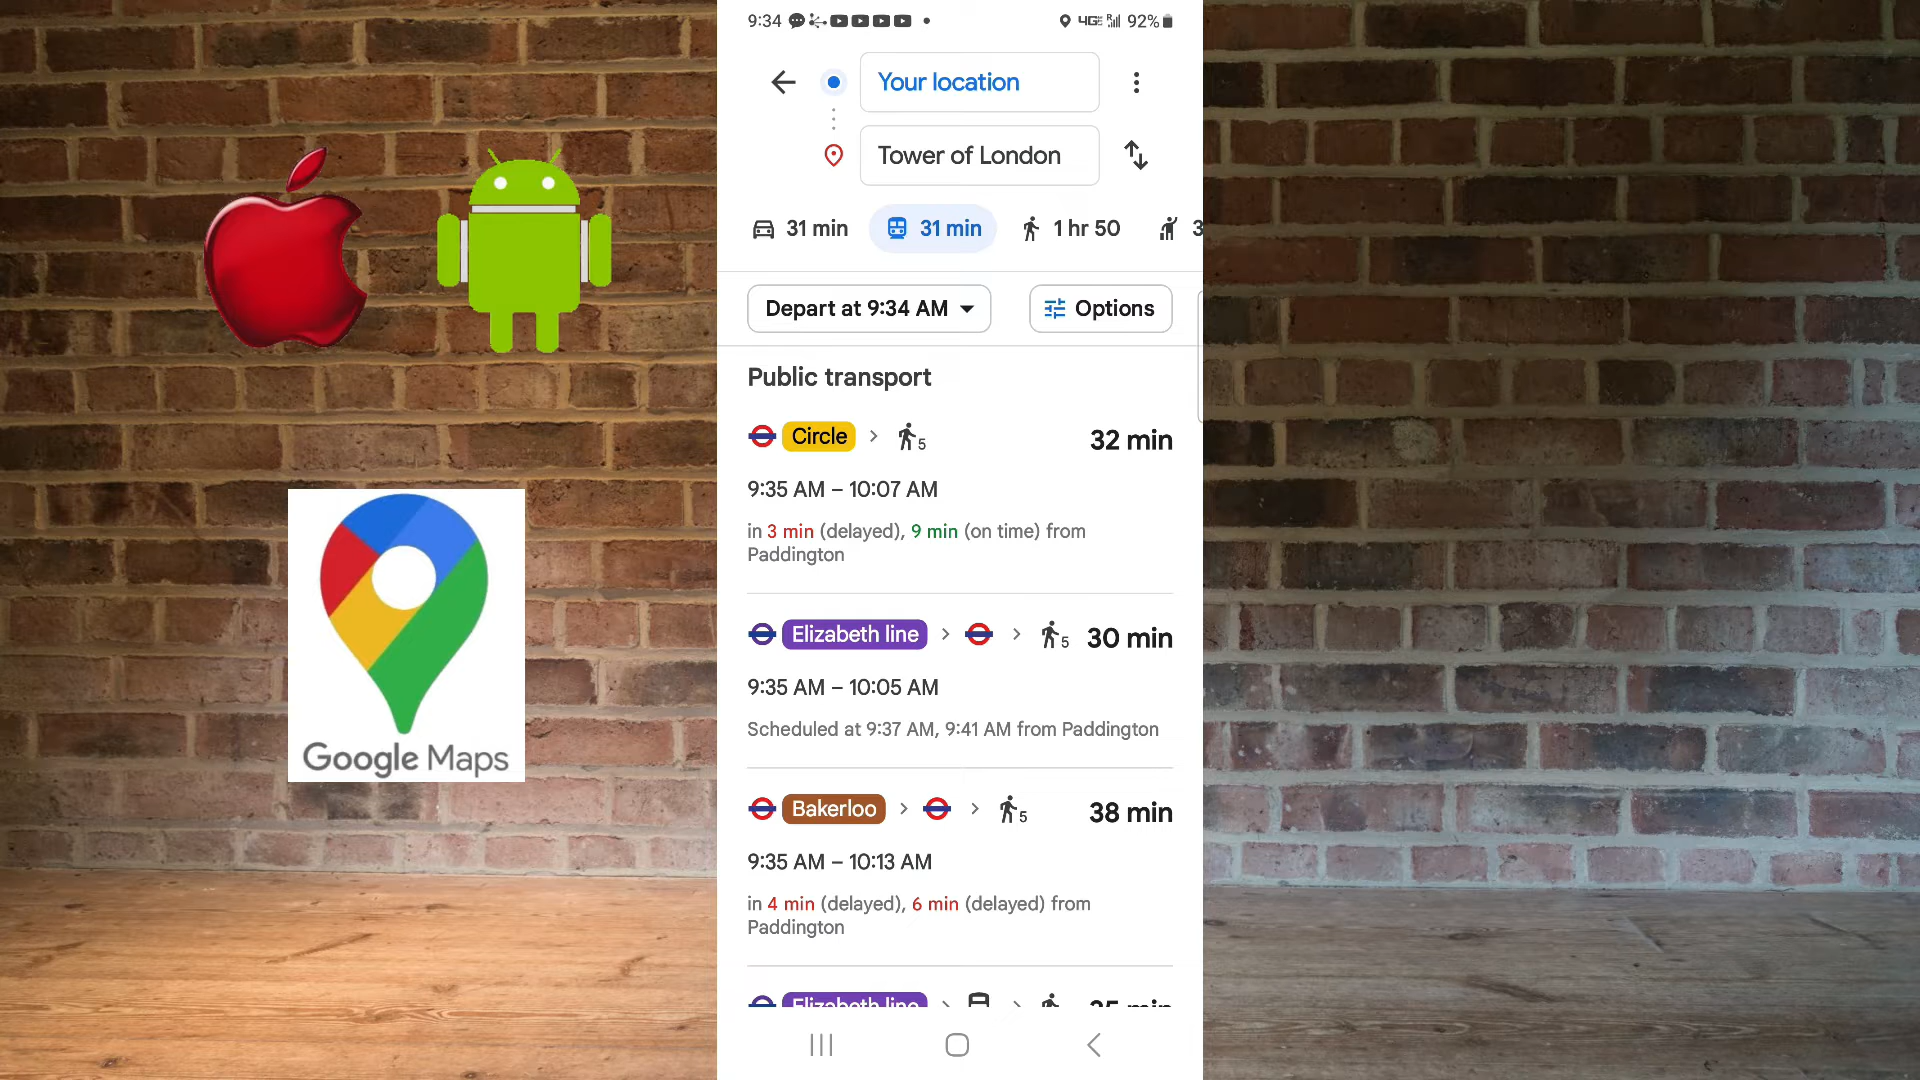 9:34
4GE
R
92%
Your location
Tower of London
31 min
31 min
1 hr 50
3
Depart at 9:34 AM
Options
Public transport
Circle
5
32 min
9:35 AM – 10:07 AM
in 3 min (delayed), 9 min (on time) from
Paddington
Elizabeth line
5
30 min
9:35 AM – 10:05 AM
Scheduled at 9:37 AM, 9:41 AM from Paddington
Bakerloo
5
38 min
9:35 AM – 10:13 AM
in 4 min (delayed), 6 min (delayed) from
Paddington
Elizabeth line
Google Maps